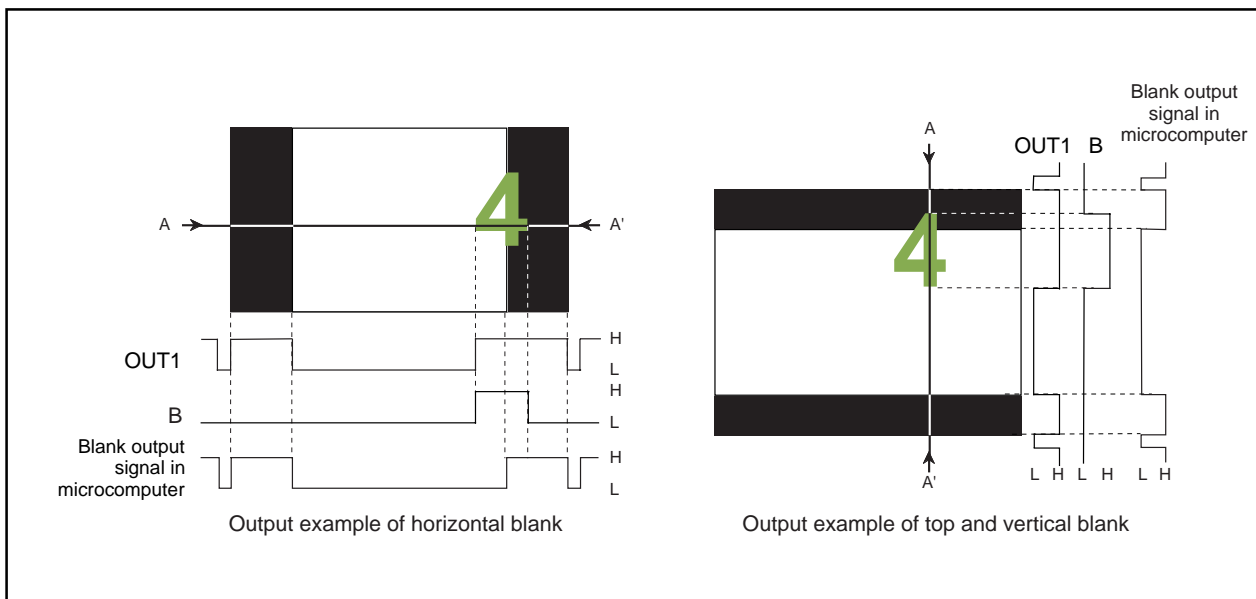 4
A
A'
OUT1
H
L
B
H
L
Blank output
signal in
microcomputer
H
L
Output example of horizontal blank
Blank output
signal in
microcomputer
A
OUT1 B
4
A'
L H L H L H
Output example of top and vertical blank